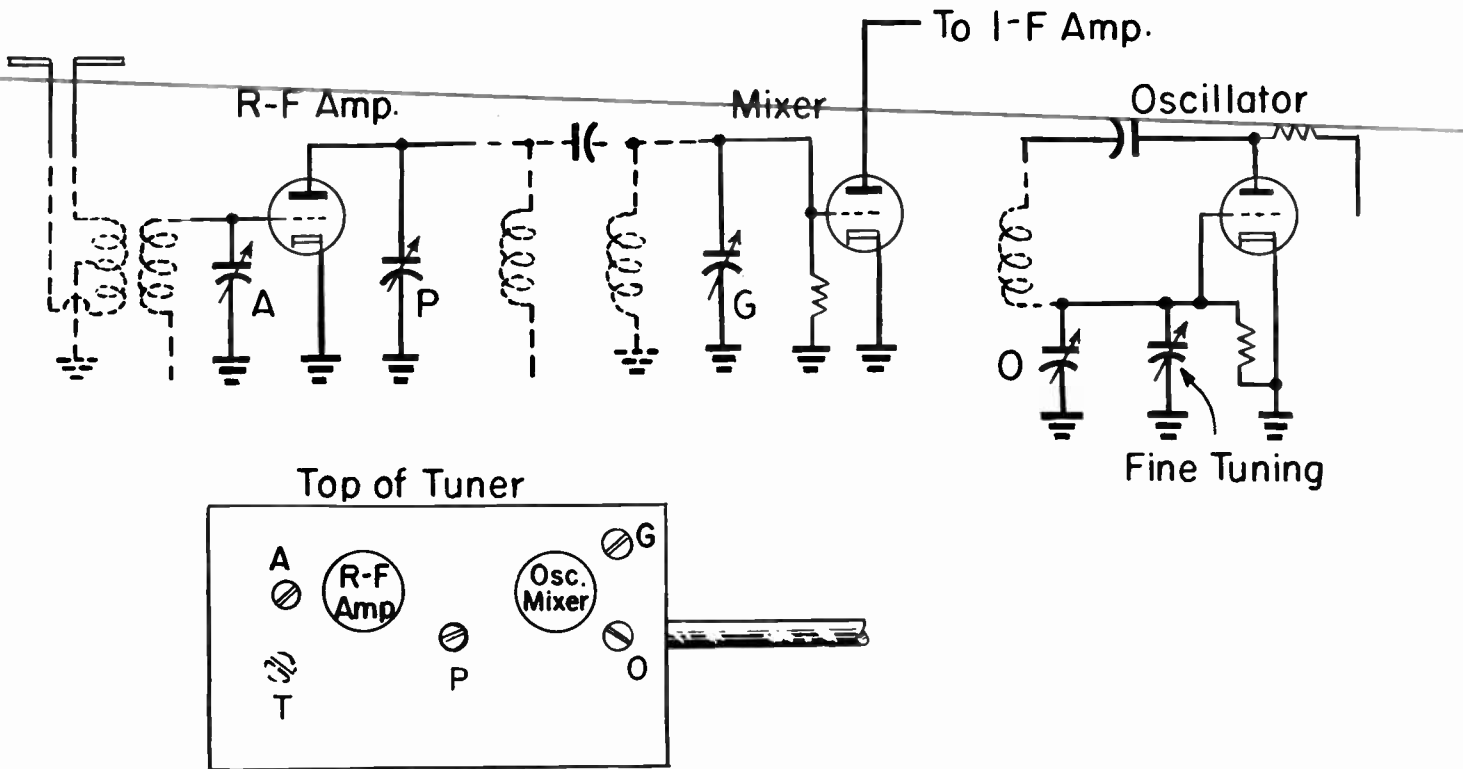 To I-F Amp.
R-F Amp.
Mixer
Oscillator
A
P
G
O
Fine Tuning
Top of Tuner
A
R-F
Amp
Osc.
Mixer
G
P
O
T